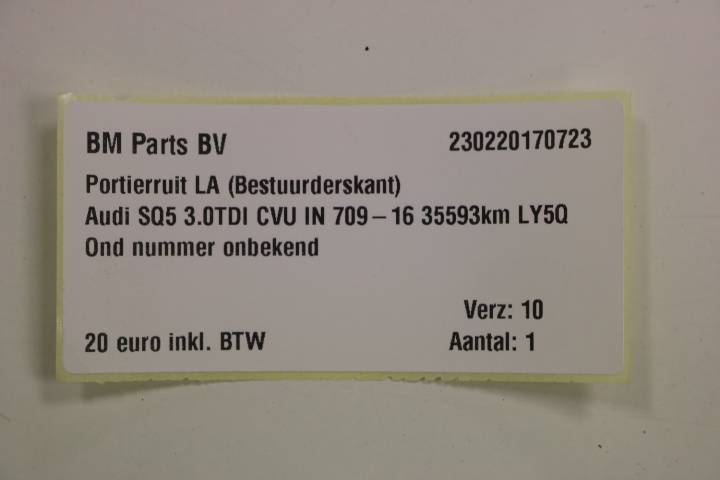 BM Parts BV 230220170723
Portierruit LA (Bestuurderskant)
Audi SQ5 3.0TDI CVU IN 709-16 35593km LY5Q
Ond nummer onbekend
Verz: 10
20 euro inkl. BTW Aantal: 1